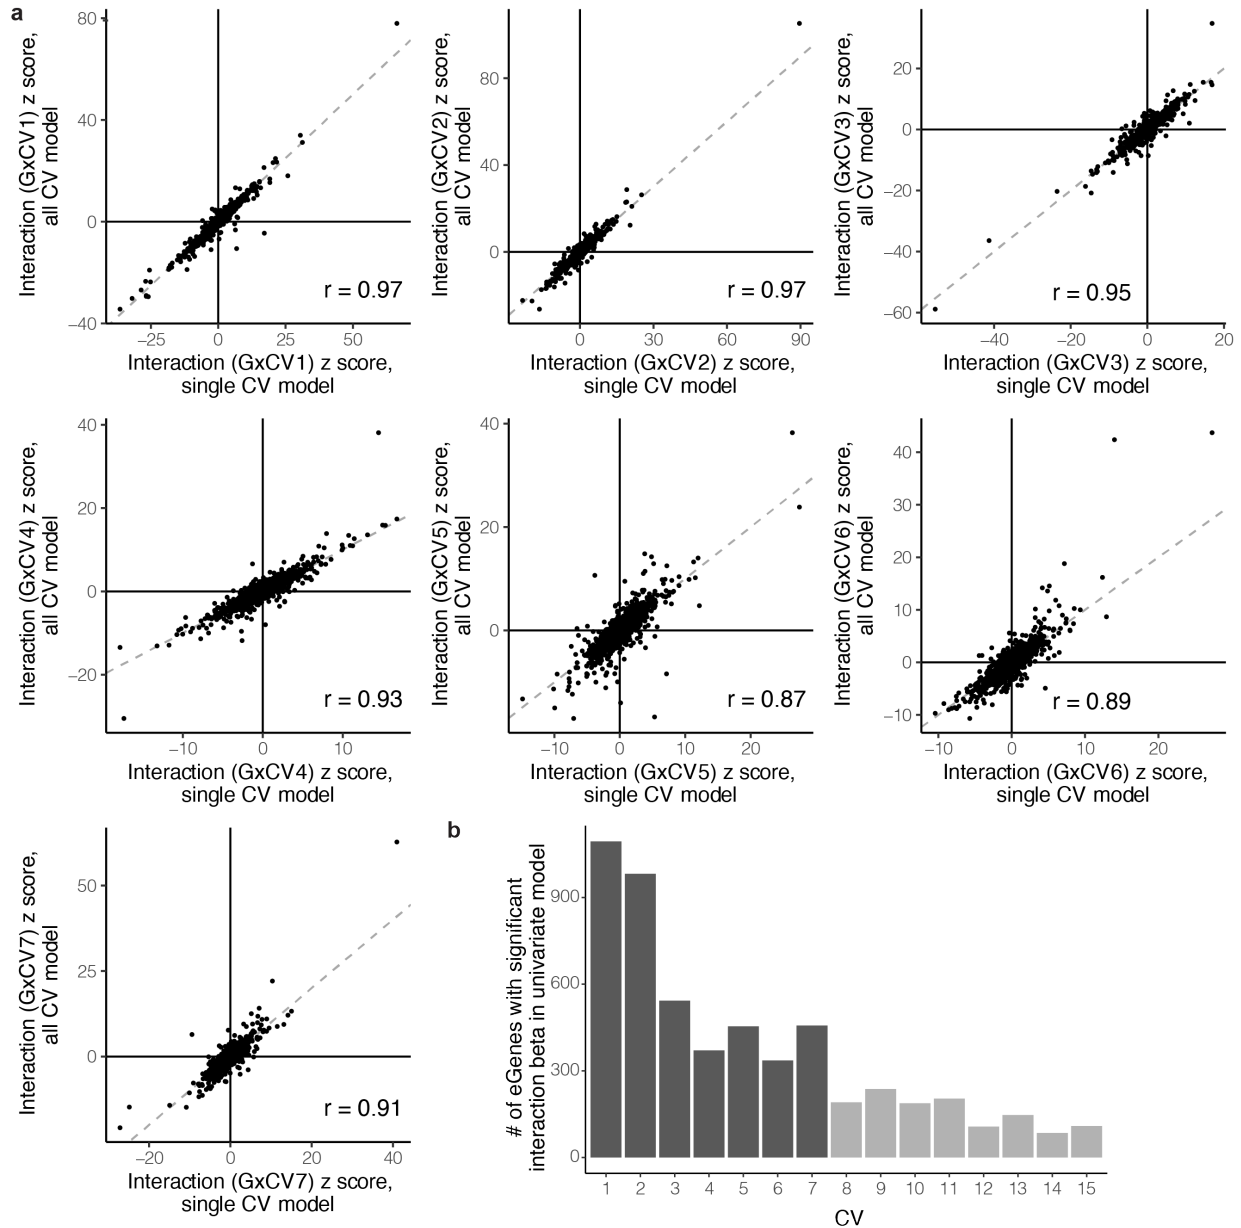 a
Interaction (GxCV1) z score,
all CV model
80
40
0
−40
−25
0
25
50
r = 0.97
Interaction (GxCV1) z score,
single CV model
Interaction (GxCV2) z score,
all CV model
80
40
0
0
30
60
90
r = 0.97
Interaction (GxCV2) z score,
single CV model
Interaction (GxCV3) z score,
all CV model
20
0
−20
−40
−60
−40
−20
0
20
r = 0.95
Interaction (GxCV3) z score,
single CV model
Interaction (GxCV4) z score,
all CV model
40
20
0
−20
−10
0
10
r = 0.93
Interaction (GxCV4) z score,
single CV model
Interaction (GxCV5) z score,
all CV model
40
20
0
−10
0
10
20
r = 0.87
Interaction (GxCV5) z score,
single CV model
Interaction (GxCV6) z score,
all CV model
40
30
20
10
0
−10
−10
0
10
20
r = 0.89
Interaction (GxCV6) z score,
single CV model
Interaction (GxCV7) z score,
all CV model
50
25
0
−20
0
20
40
r = 0.91
Interaction (GxCV7) z score,
single CV model
b
# of eGenes with significant
interaction beta in univariate model
900
600
300
0
1 2 3 4 5 6 7 8 9 10 11 12 13 14 15
CV